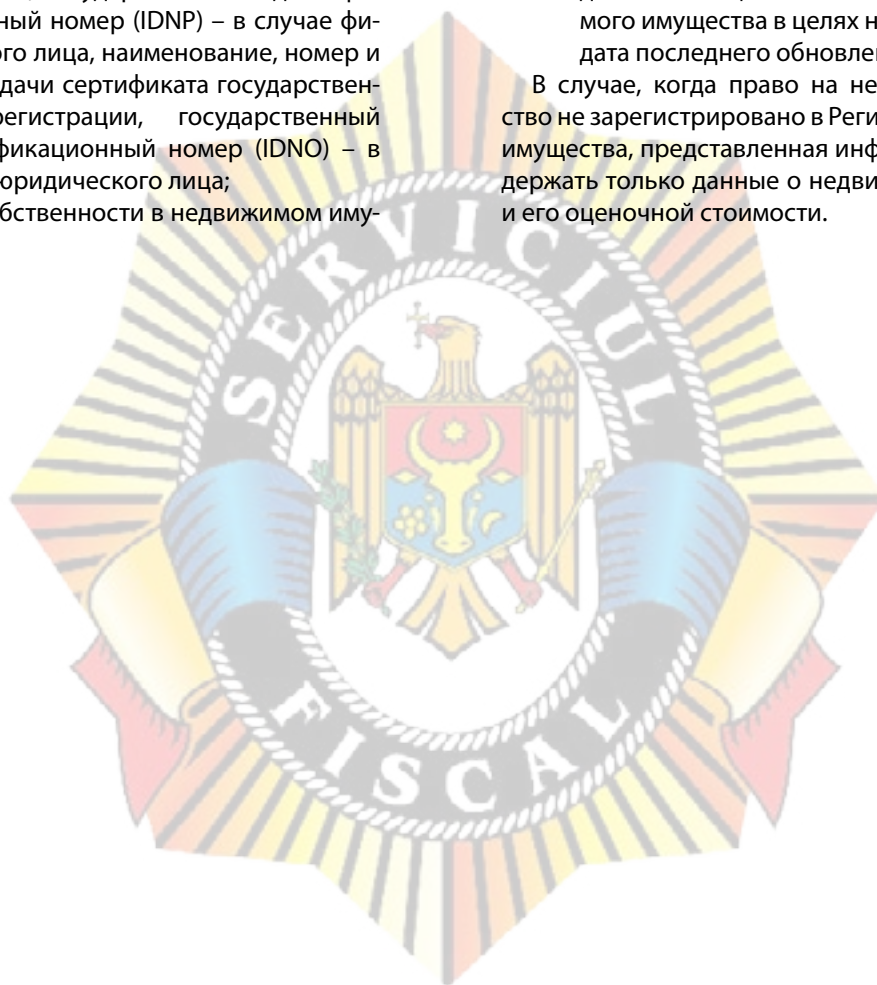 ный номер (IDNP) – в случае фи-
ого лица, наименование, номер и
дачи сертификата государствен-
регистрации, государственный
фикационный номер (IDNO) – в
юридического лица;
бственности в недвижимом иму-
мого имущества в целях н
дата последнего обновле
В случае, когда право на не
ство не зарегистрировано в Реги
имущества, представленная инф
держать только данные о недви
и его оценочной стоимости.
SERVICIUL
FISCAL